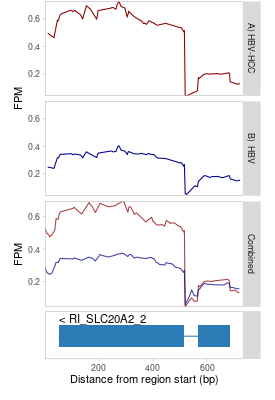 0.6
0.4
0.2
A) HBV-HCC
FPM
0.6
0.4
0.2
B) HBV
0.6
0.4
0.2
Combined
FPM
< RI_SLC20A2_2
200
400
600
Distance from region start (bp)